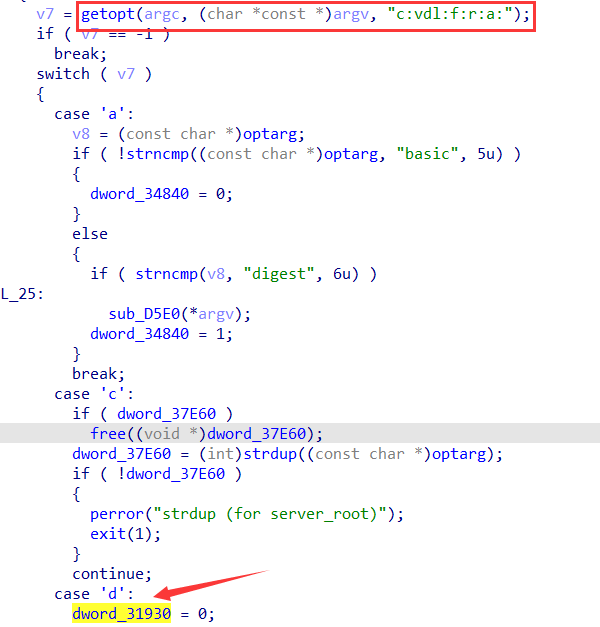 v7 = getopt(argc, (char *const *)argv, "c:vdl:f:r:a:");
if ( v7 == -1 )
break;
switch ( v7 )
{
case 'a':
v8 = (const char *)optarg;
if ( !strncmp((const char *)optarg, "basic", 5u) )
{
dword_34840 = 0;
}
else
{
if ( strncmp(v8, "digest", 6u) )
L_25:
sub_D5E0(*argv);
dword_34840 = 1;
}
break;
case 'c':
if ( dword_37E60 )
free((void *)dword_37E60);
dword_37E60 = (int)strdup((const char *)optarg);
if ( !dword_37E60 )
{
perror("strdup (for server_root)");
exit(1);
}
continue;
case 'd':
dword_31930 = 0;